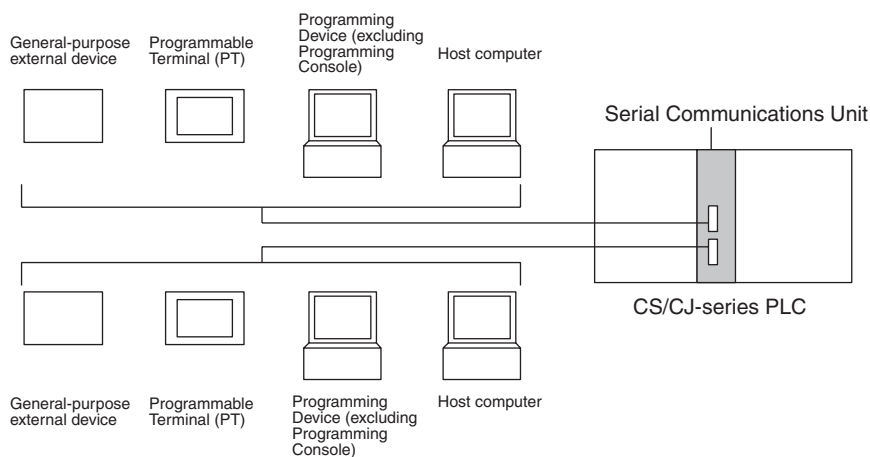 General-purpose
external device
Programmable
Terminal (PT)
Programming
Device (excluding
Programming
Console)
Host computer
Serial Communications Unit
CS/CJ-series PLC
General-purpose
external device
Programmable
Terminal (PT)
Programming
Device (excluding
Programming
Console)
Host computer